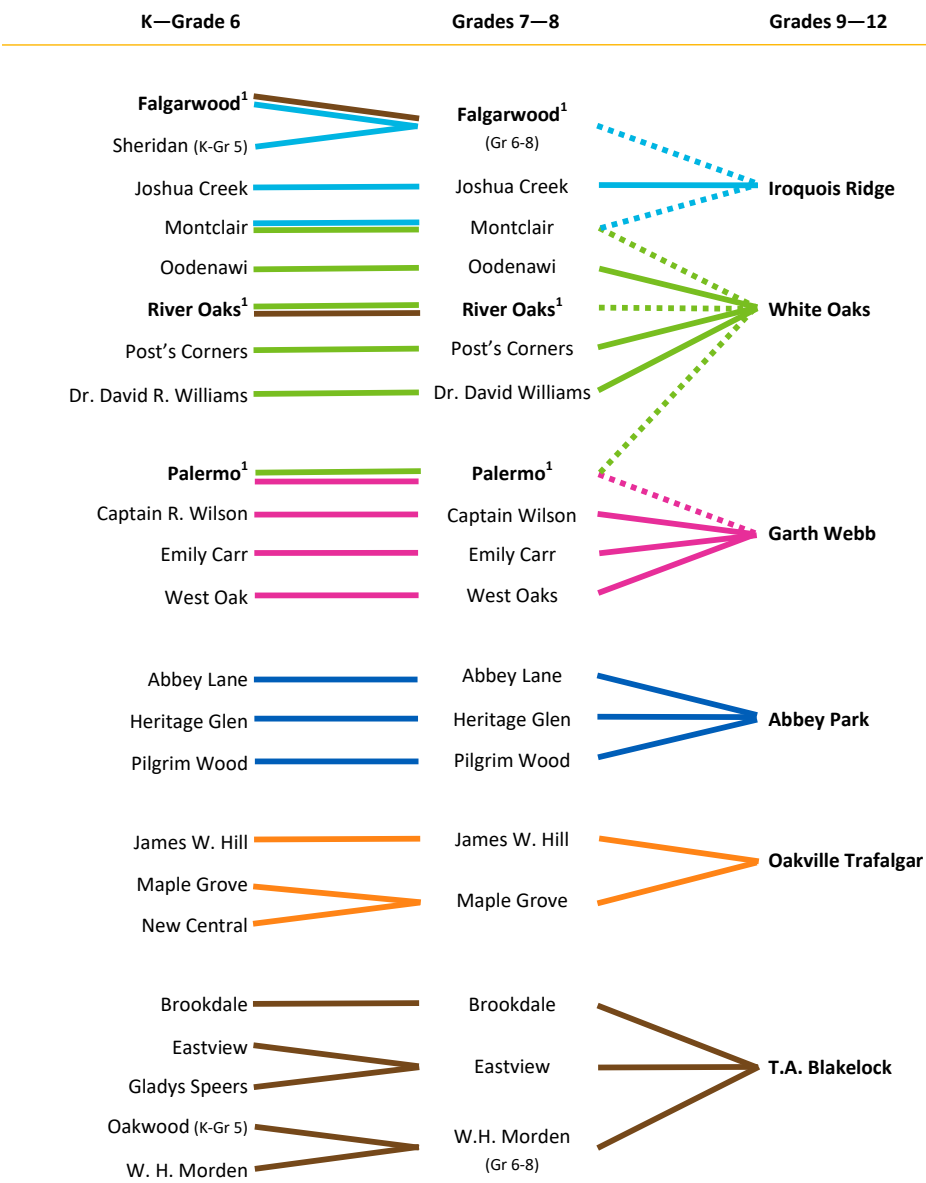 K—Grade 6 Grades 7—8 Grades 9—12
Falgarwood¹
Falgarwood¹
Sheridan (K-Gr 5)
(Gr 6-8)
Joshua Creek Joshua Creek Iroquois Ridge
Montclair Montclair
Oodenawi Oodenawi
River Oaks¹ River Oaks¹ White Oaks
Post's Corners Post's Corners
Dr. David R. Williams Dr. David Williams
Palermo¹ Palermo¹
Captain R. Wilson Captain Wilson
Garth Webb
Emily Carr Emily Carr
West Oak West Oaks
Abbey Lane Abbey Lane
Heritage Glen Heritage Glen Abbey Park
Pilgrim Wood Pilgrim Wood
James W. Hill James W. Hill
Oakville Trafalgar
Maple Grove
Maple Grove
New Central
Brookdale Brookdale
Eastview
Eastview T.A. Blakelock
Gladys Speers
Oakwood (K-Gr 5)
W.H. Morden
(Gr 6-8)
W. H. Morden